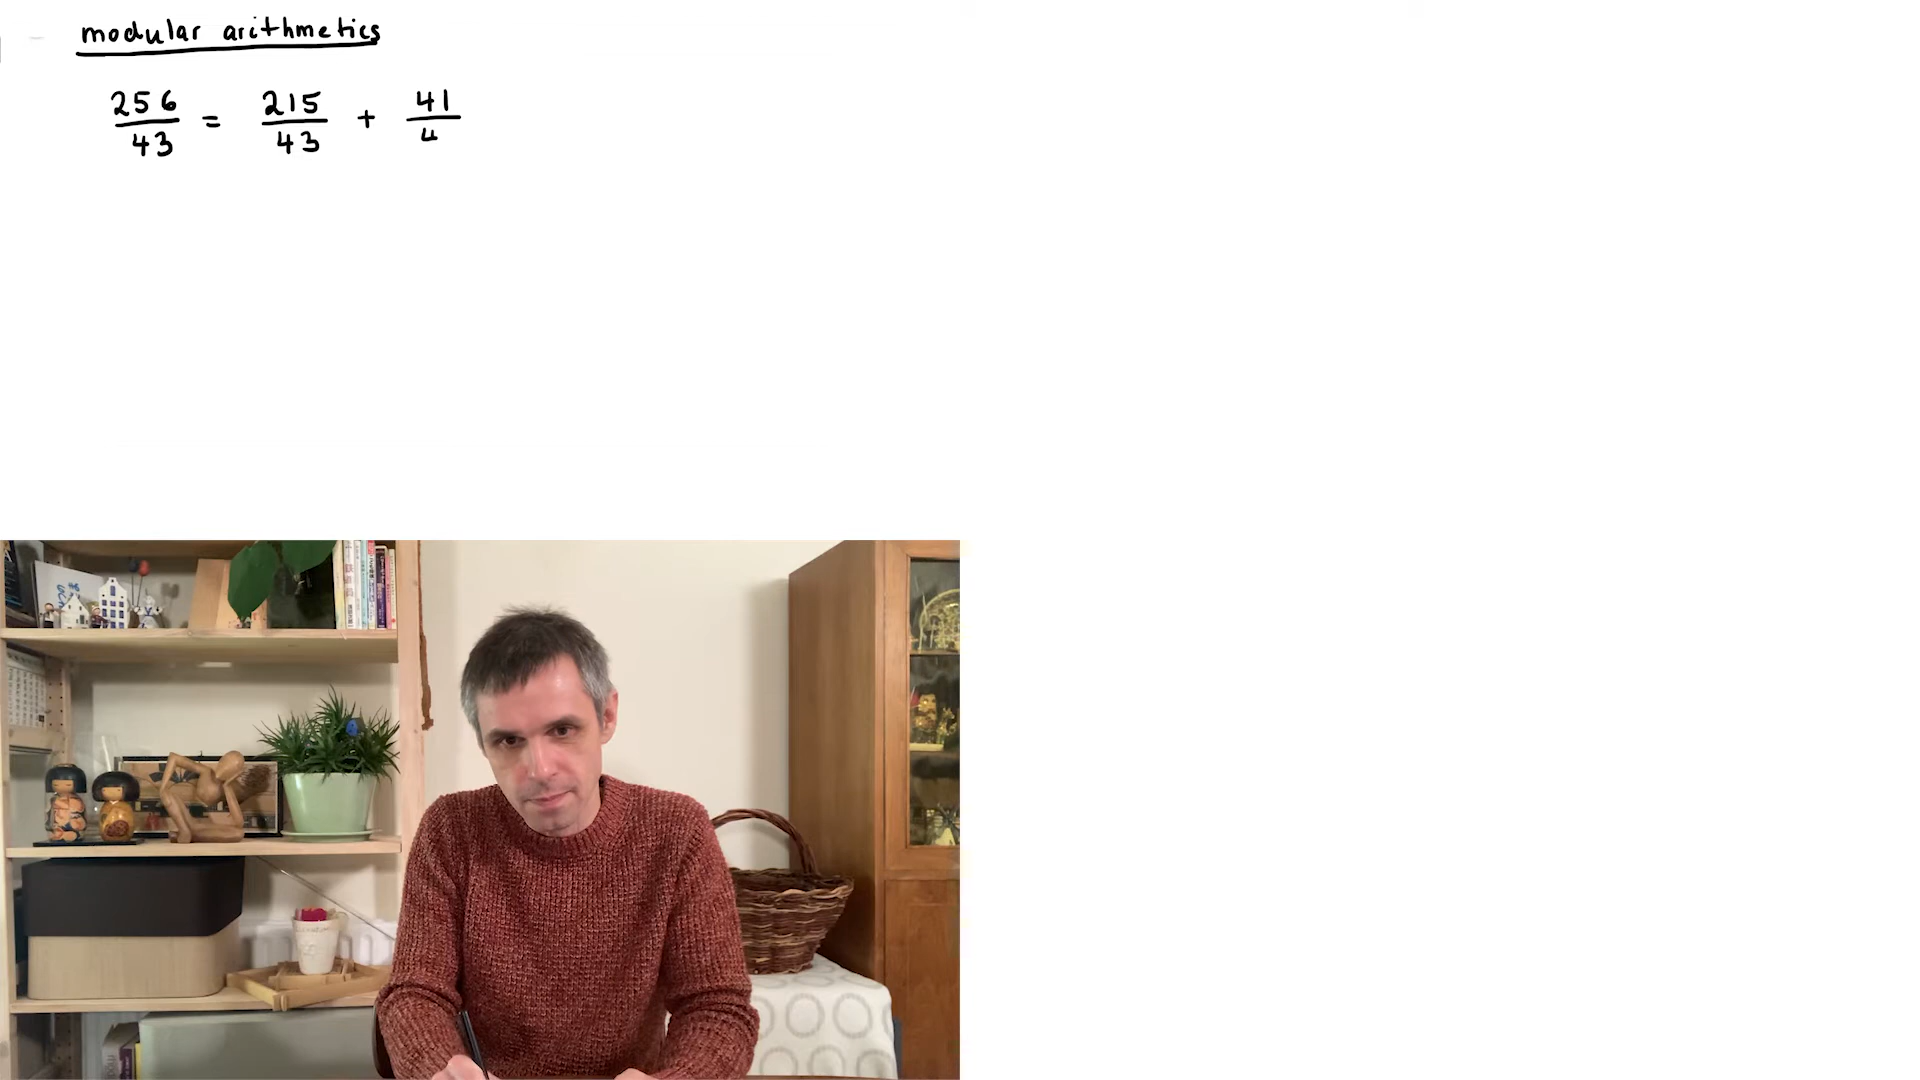 modular arithmetics
256/43 = 215/43 + 41/4